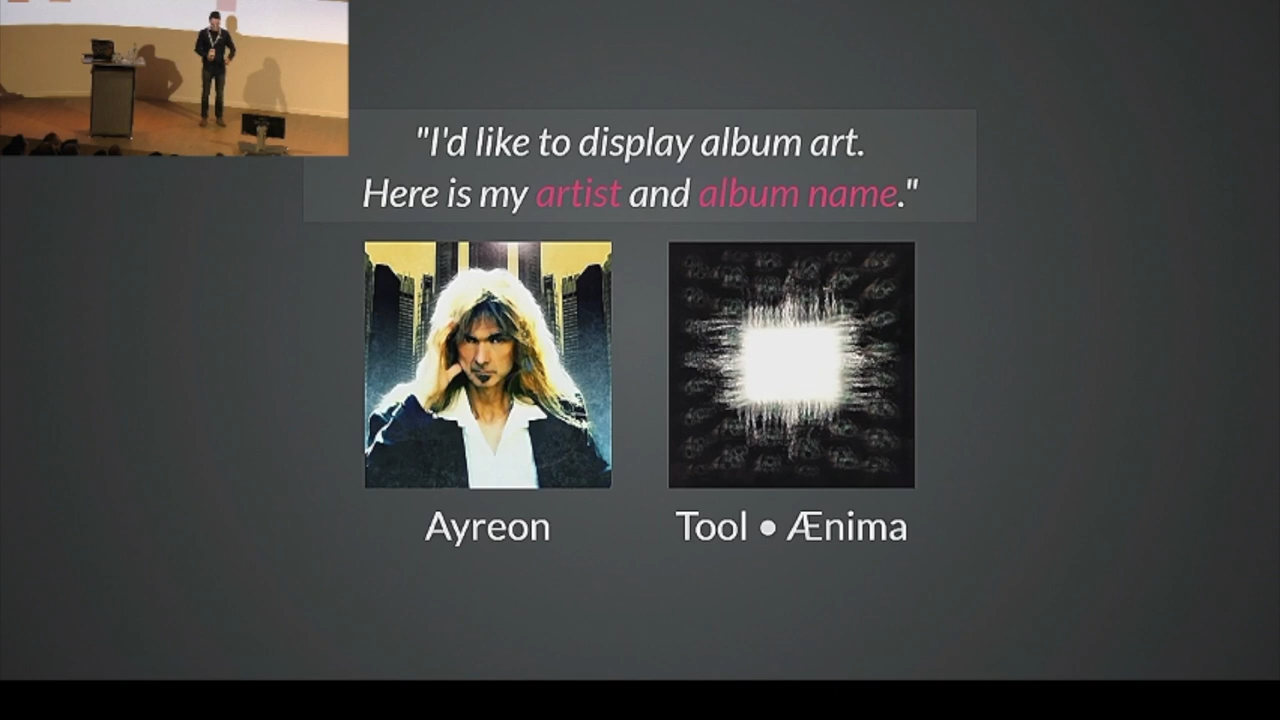 "I'd like to display album art.
Here is my artist and album name."
Ayreon
Tool • Ænima